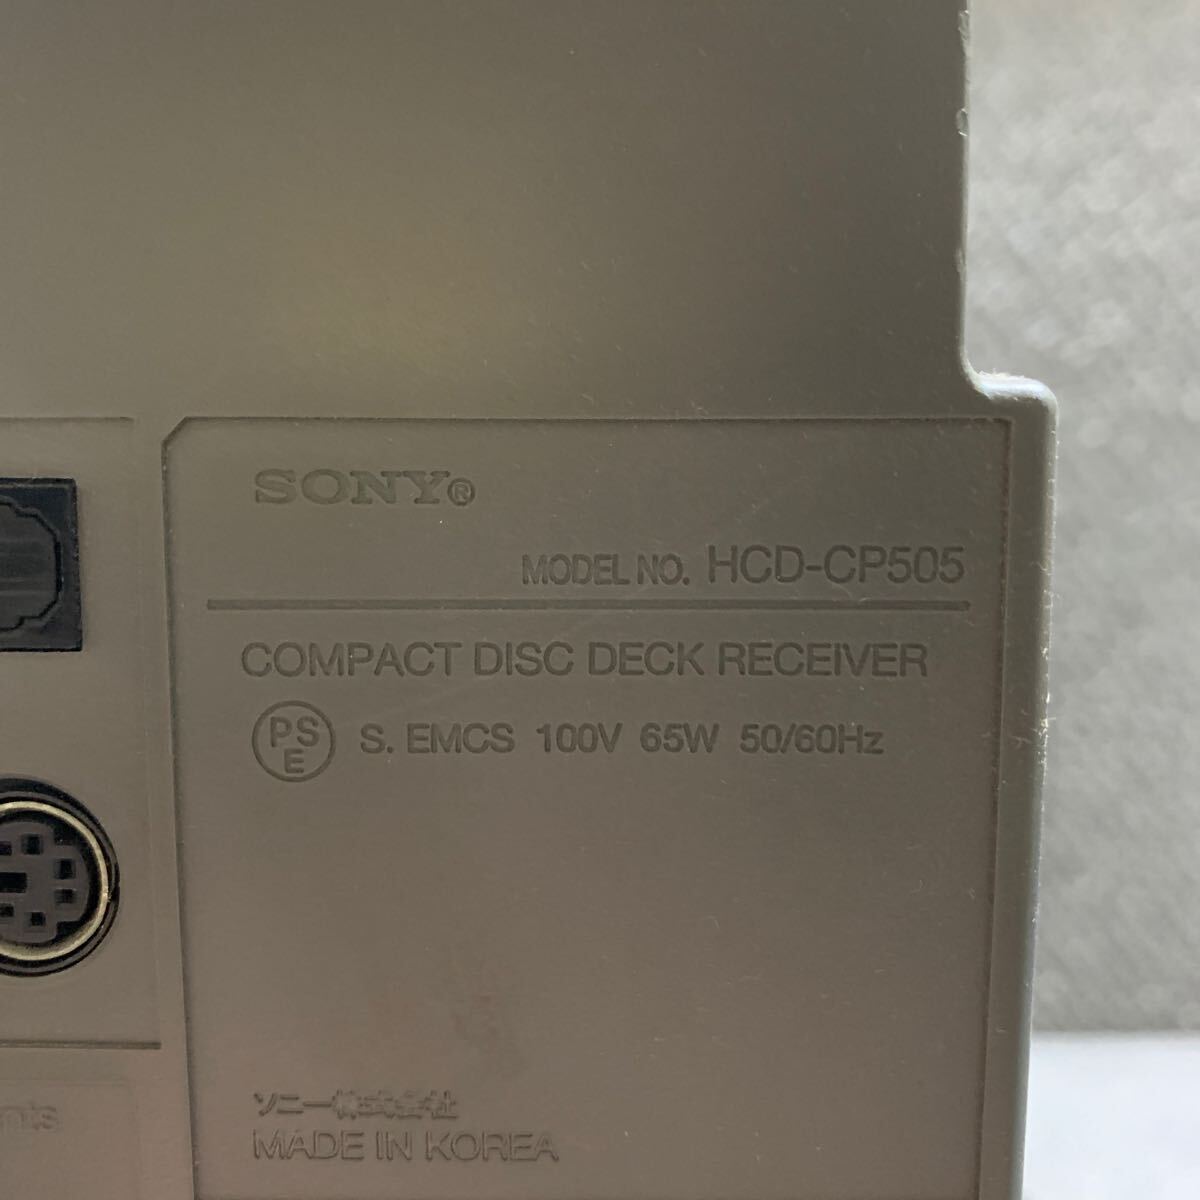 SONY®
MODEL NO. HCD-CP505
COMPACT DISC DECK RECEIVER
PSE S. EMCS 100V 65W 50/60Hz
ソニー株式会社
MADE IN KOREA